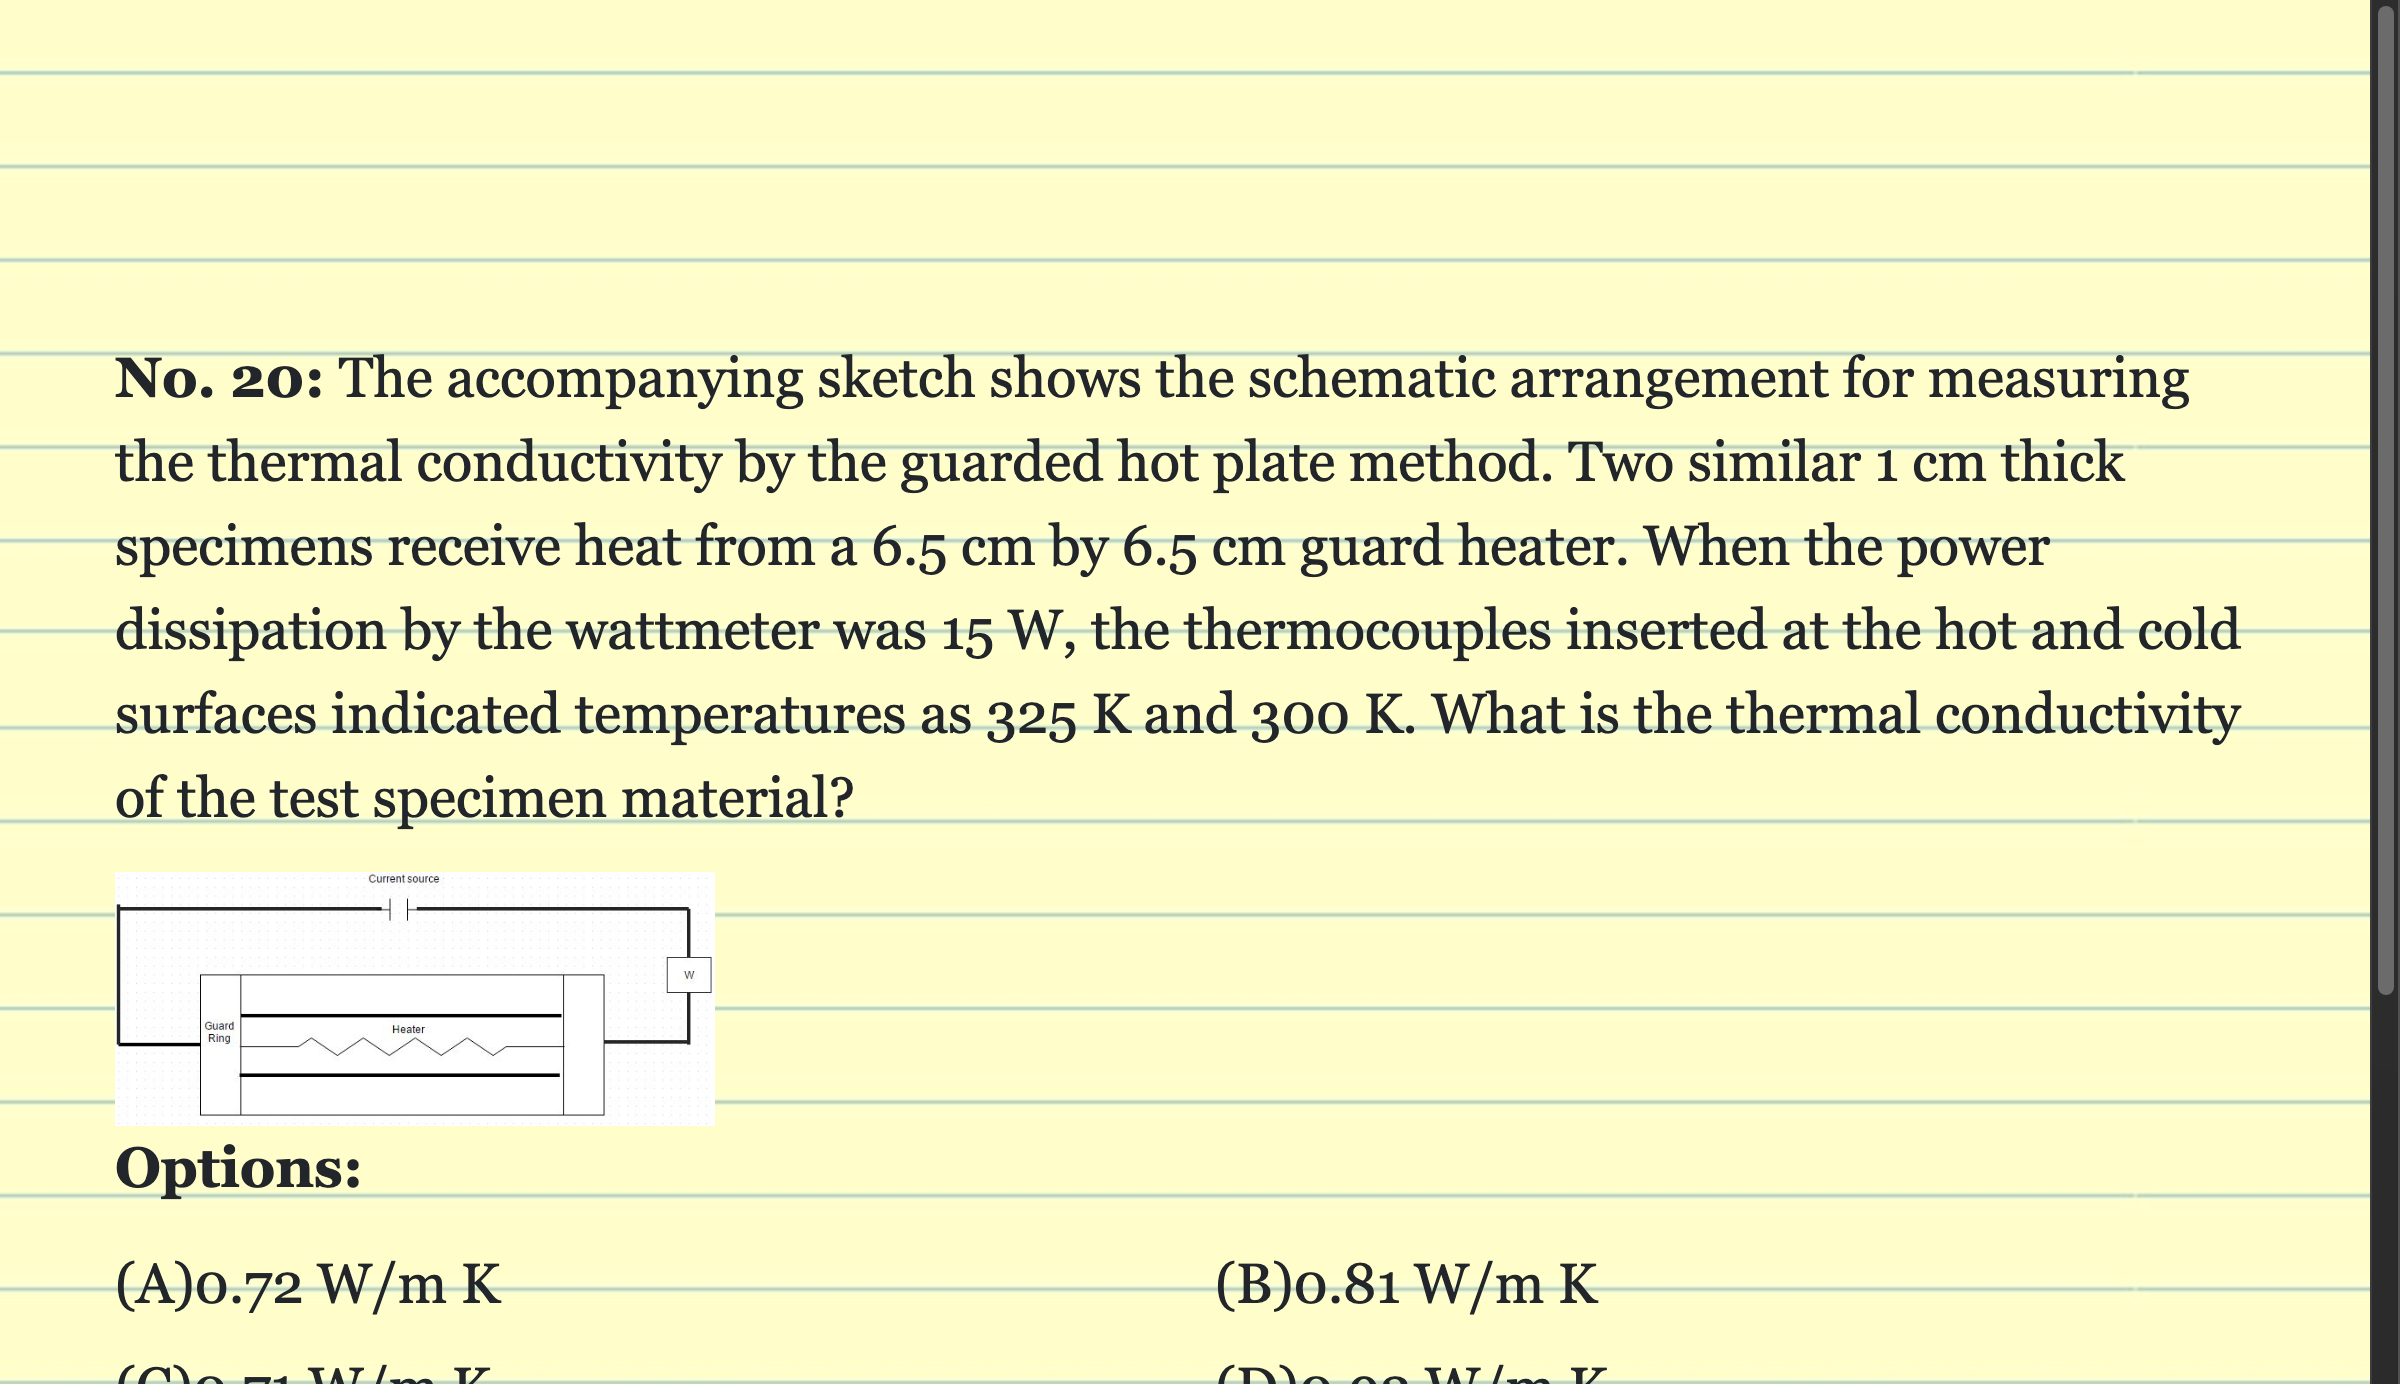 No. 20: The accompanying sketch shows the schematic arrangement for measuring
the thermal conductivity by the guarded hot plate method. Two similar 1 cm thick
specimens receive heat from a 6.5 cm by 6.5 cm guard heater. When the power
dissipation by the wattmeter was 15 W, the thermocouples inserted at the hot and cold
surfaces indicated temperatures as 325 K and 300 K. What is the thermal conductivity
of the test specimen material?
Current source
W
Guard
Ring
Heater
Options:
(A)0.72 W/m K
(B)0.81 W/m K
(C)0.71 W/m K
W/m K